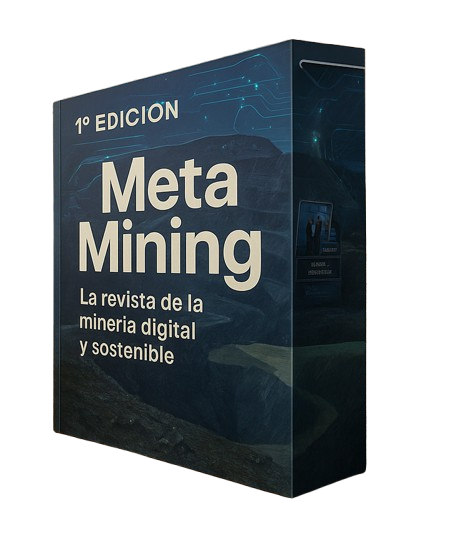 1º EDICION
Meta
Mining
La revista de la
mineria digital
y sostenible